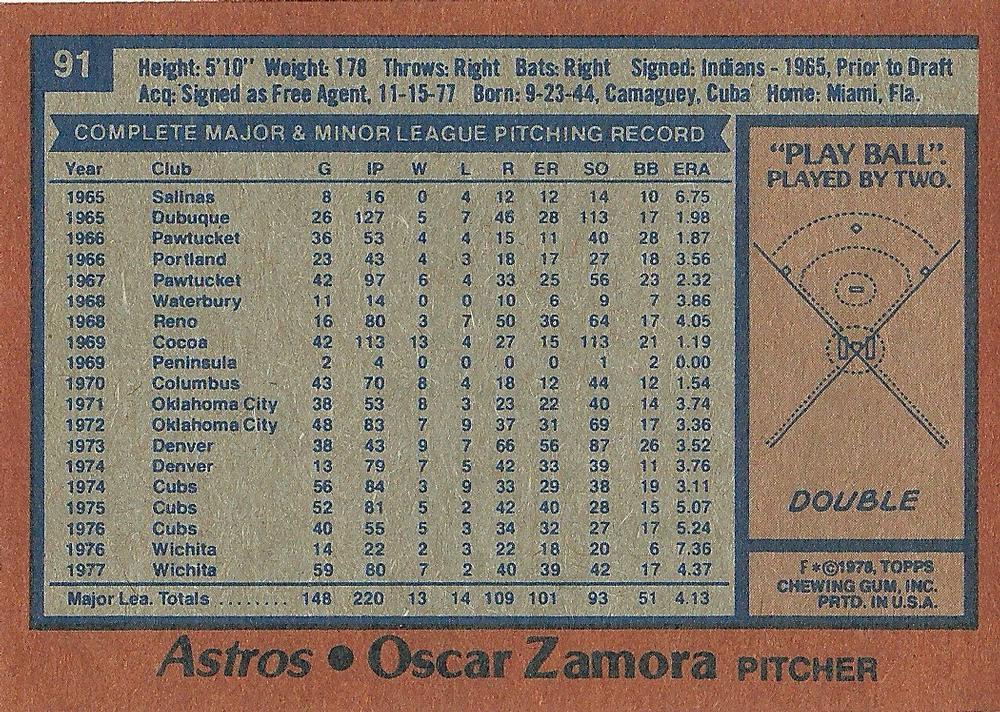 91
Height: 5'10" Weight: 178 Throws: Right Bats: Right Signed: Indians - 1965, Prior to Draft
Acq: Signed as Free Agent, 11-15-77 Born: 9-23-44, Camaguey, Cuba Home: Miami, Fla.
COMPLETE MAJOR & MINOR LEAGUE PITCHING RECORD
Year Club G IP W L R ER SO BB ERA
1965 Salinas 8 16 0 4 12 12 14 10 6.75
1965 Dubuque 26 127 5 7 46 28 113 17 1.98
1966 Pawtucket 36 53 4 4 15 11 40 28 1.87
1966 Portland 23 43 4 3 18 17 27 18 3.56
1967 Pawtucket 42 97 6 4 33 25 56 23 2.32
1968 Waterbury 11 14 0 0 10 6 9 7 3.86
1968 Reno 16 80 3 7 50 36 64 17 4.05
1969 Cocoa 42 113 13 4 27 15 113 21 1.19
1969 Peninsula 2 4 0 0 0 0 1 2 0.00
1970 Columbus 43 70 8 4 18 12 44 12 1.54
1971 Oklahoma City 38 53 8 3 23 22 40 14 3.74
1972 Oklahoma City 48 83 7 9 37 31 69 17 3.36
1973 Denver 38 43 9 7 66 56 87 26 3.52
1974 Denver 13 79 7 5 42 33 39 11 3.76
1974 Cubs 56 84 3 9 33 29 38 19 3.11
1975 Cubs 52 81 5 2 42 40 28 15 5.07
1976 Cubs 40 55 5 3 34 32 27 17 5.24
1976 Wichita 14 22 2 3 22 18 20 6 7.36
1977 Wichita 59 80 7 2 40 39 42 17 4.37
Major Lea. Totals ........ 148 220 13 14 109 101 93 51 4.13
"PLAY BALL".
PLAYED BY TWO.
DOUBLE
F *©1978, TOPPS
CHEWING GUM, INC.
PRTD. IN U.S.A.
Astros • Oscar Zamora PITCHER